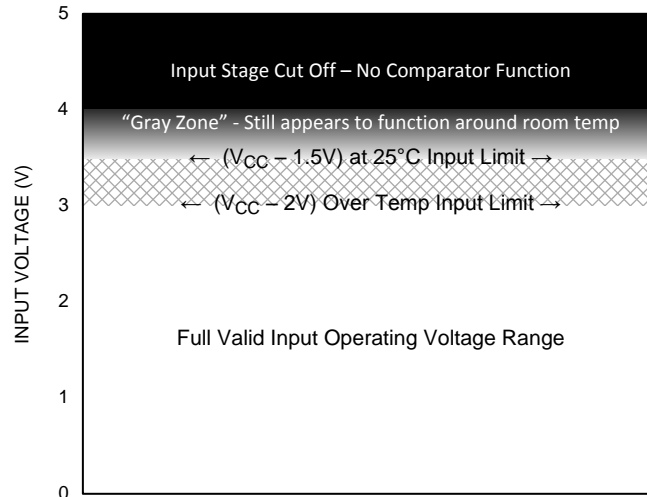 5
Input Stage Cut Off – No Comparator Function
4
“Gray Zone” - Still appears to function around room temp
← (VCC – 1.5V) at 25°C Input Limit →
3
← (VCC – 2V) Over Temp Input Limit →
INPUT VOLTAGE (V)
2
Full Valid Input Operating Voltage Range
1
0